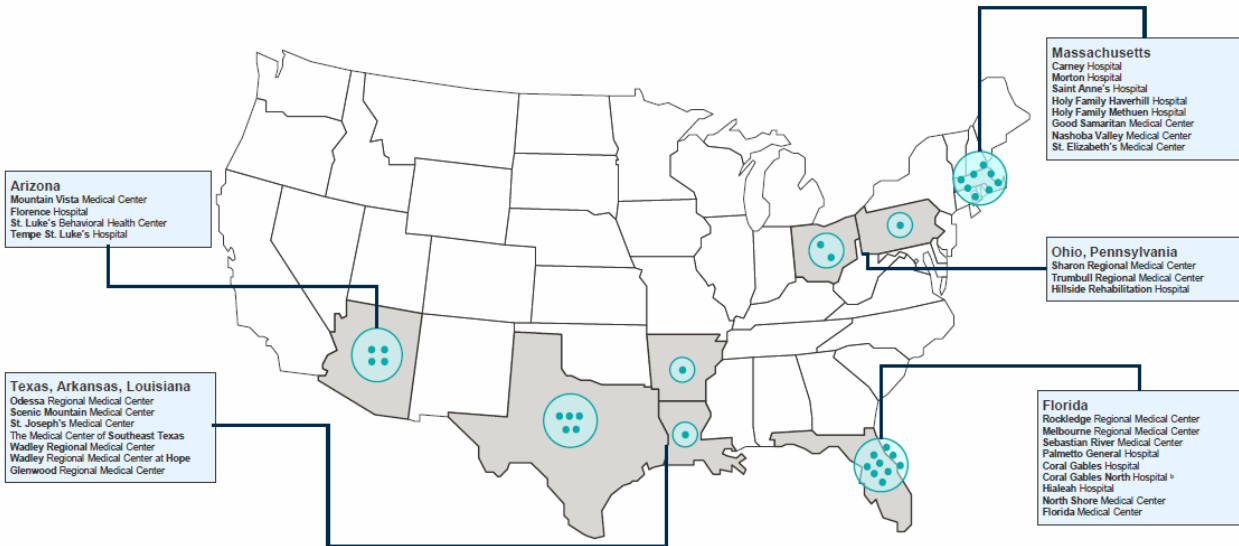 Massachusetts
Carney Hospital
Morton Hospital
Saint Anne's Hospital
Holy Family Haverhill Hospital
Holy Family Methuen Hospital
Good Samaritan Medical Center
Nashoba Valley Medical Center
St. Elizabeth's Medical Center
Arizona
Mountain Vista Medical Center
Florence Hospital
St. Luke's Behavioral Health Center
Tempe St. Luke's Hospital
Ohio, Pennsylvania
Sharon Regional Medical Center
Trumbull Regional Medical Center
Hillside Rehabilitation Hospital
Texas, Arkansas, Louisiana
Odessa Regional Medical Center
Scenic Mountain Medical Center
St. Joseph's Medical Center
The Medical Center of Southeast Texas
Wadley Regional Medical Center
Wadley Regional Medical Center at Hope
Glenwood Regional Medical Center
Florida
Rockledge Regional Medical Center
Melbourne Regional Medical Center
Sebastian River Medical Center
Palmetto General Hospital
Coral Gables Hospital
Coral Gables North Hospital ᵇ
Hialeah Hospital
North Shore Medical Center
Florida Medical Center